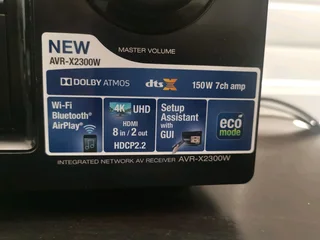 MASTER VOLUME
NEW
AVR-X2300W
DOLBY ATMOS
dts X
150W 7ch amp
Wi-Fi
Bluetooth®
AirPlay®
4K UHD
HDMI
8 in / 2 out
HDCP2.2
Setup
Assistant
with
GUI
eco
mode
INTEGRATED NETWORK AV RECEIVER AVR-X2300W